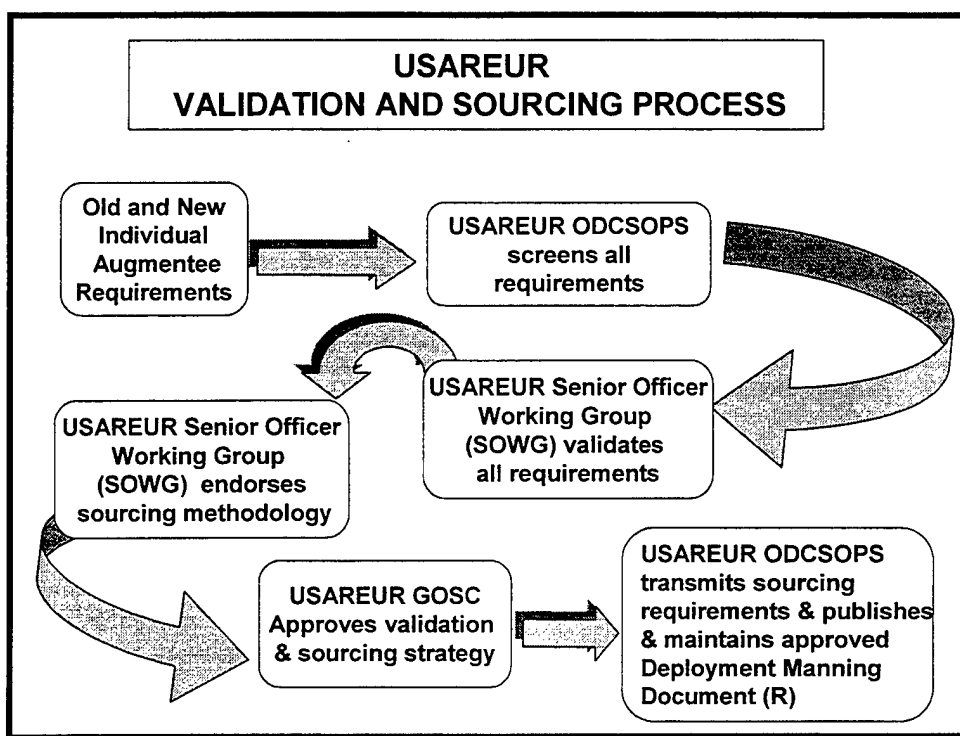 USAREUR
VALIDATION AND SOURCING PROCESS
Old and New
Individual
Augmentee
Requirements
USAREUR ODCSOPS
screens all
requirements
USAREUR Senior Officer
Working Group
(SOWG) validates
all requirements
USAREUR Senior Officer
Working Group
(SOWG) endorses
sourcing methodology
USAREUR GOSC
Approves validation
& sourcing strategy
USAREUR ODCSOPS
transmits sourcing
requirements & publishes
& maintains approved
Deployment Manning
Document (R)